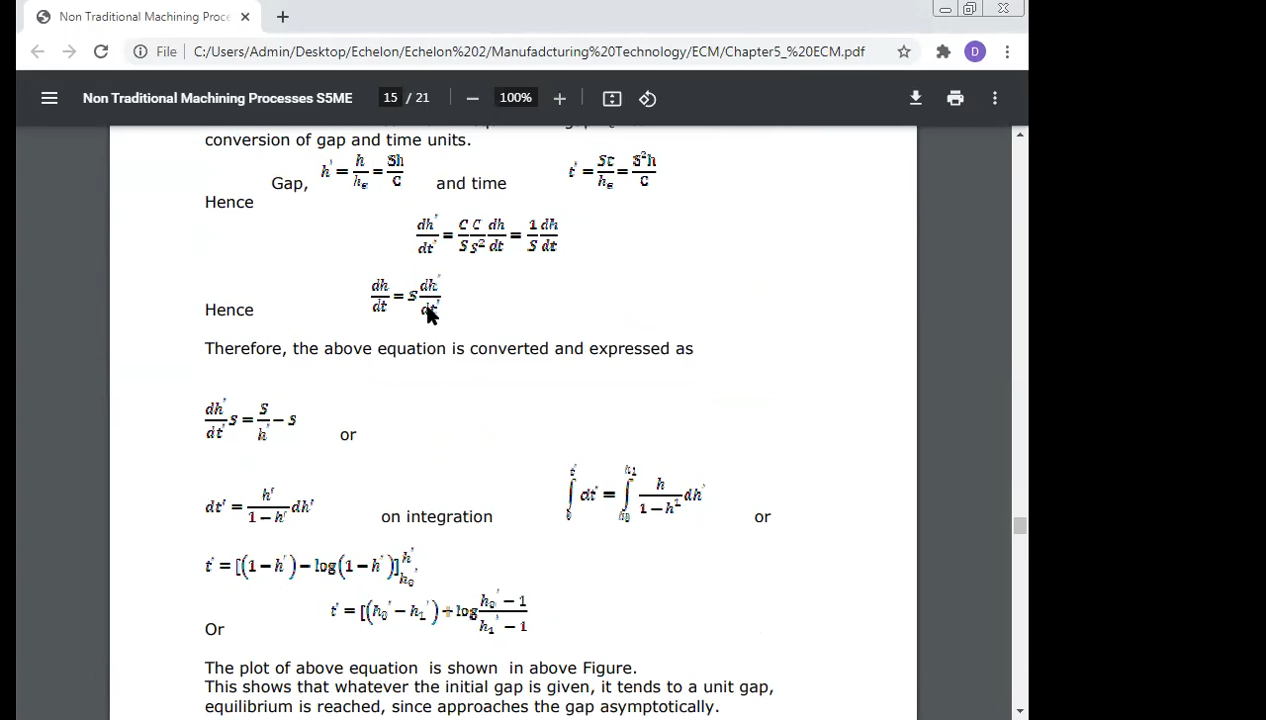 Non Traditional Machining Proce
File C:/Users/Admin/Desktop/Echelon/Echelon%202/Manufadcturing%20Technology/ECM/Chapter5_%20ECM.pdf D
Non Traditional Machining Processes S5ME 15 / 21 100%
conversion of gap and time units.
Gap, h' = h/hₑ = Sh/C and time t' = St/hₑ = S²h/C
Hence
dh'/dt' = C/S C/s² dh/dt = 1/S dh/dt
Hence dh/dt = s dh'/dt'
Therefore, the above equation is converted and expressed as
dh'/dt' s = S/h' − s or
dt' = h'/(1−h') dh' on integration ∫ dt' = ∫ h/(1−h¹) dh' or
t' = [(1−h')−log(1−h')]
Or t' = [(h₀'−h₁')+log (h₀'−1)/(h₁'−1)
The plot of above equation is shown in above Figure.
This shows that whatever the initial gap is given, it tends to a unit gap,
equilibrium is reached, since approaches the gap asymptotically.